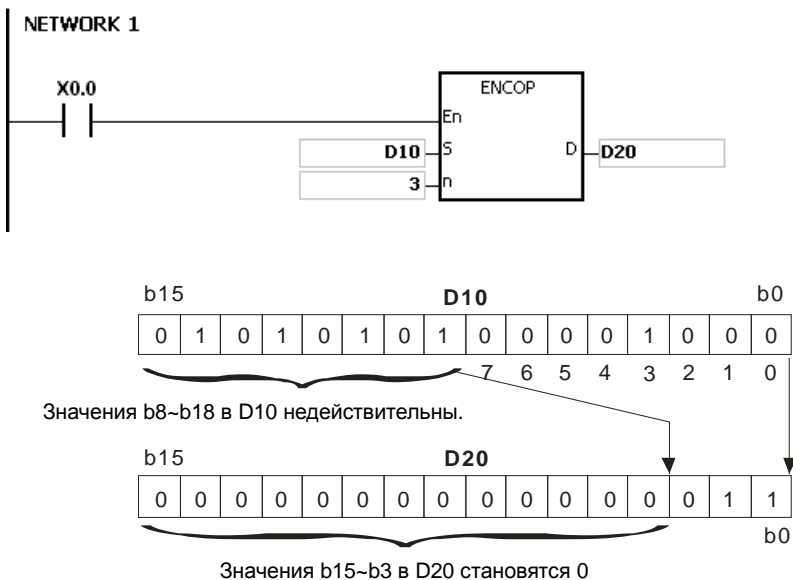 NETWORK 1
X0.0
ENCOP
En
D10 S D D20
3 n
b15 D10 b0
0 1 0 1 0 1 0 1 0 0 0 0 1 0 0 0
7 6 5 4 3 2 1 0
Значения b8~b18 в D10 недействительны.
b15 D20
0 0 0 0 0 0 0 0 0 0 0 0 0 0 1 1
b0
Значения b15~b3 в D20 становятся 0